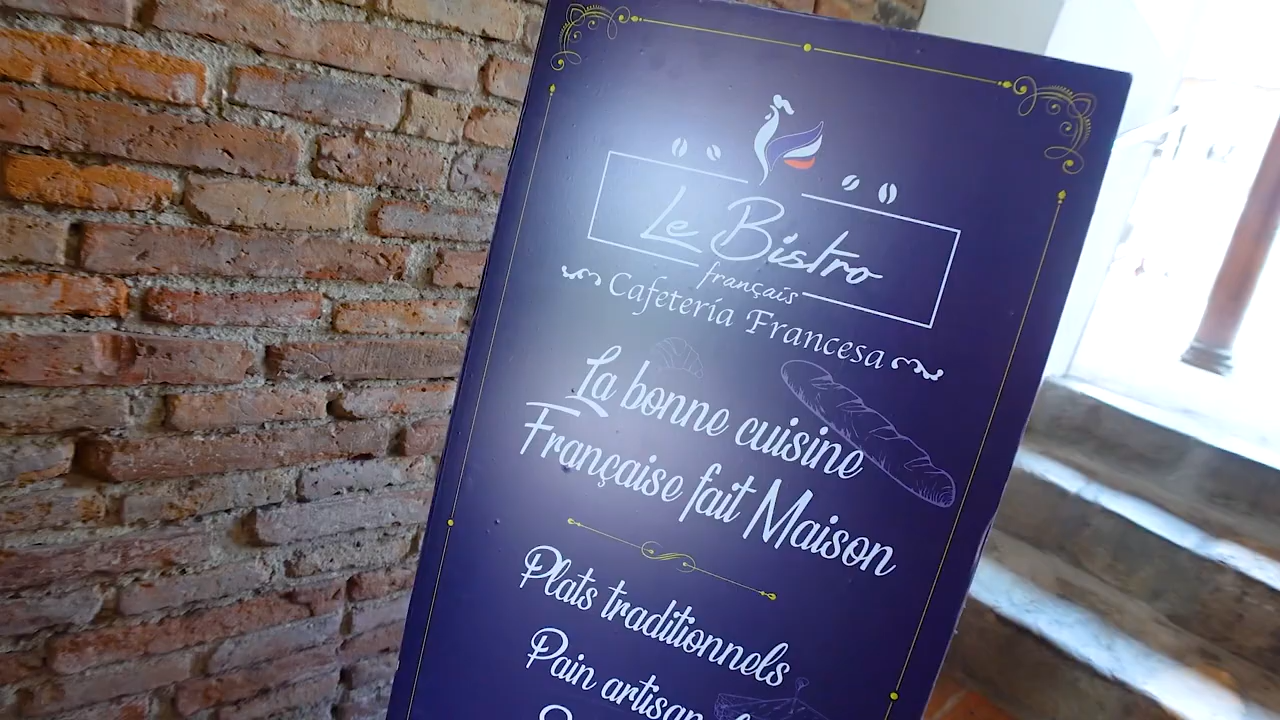 Le Bistro
français
Cafetería Francesa
La bonne cuisine
Française fait Maison
Plats traditionnels
Pain